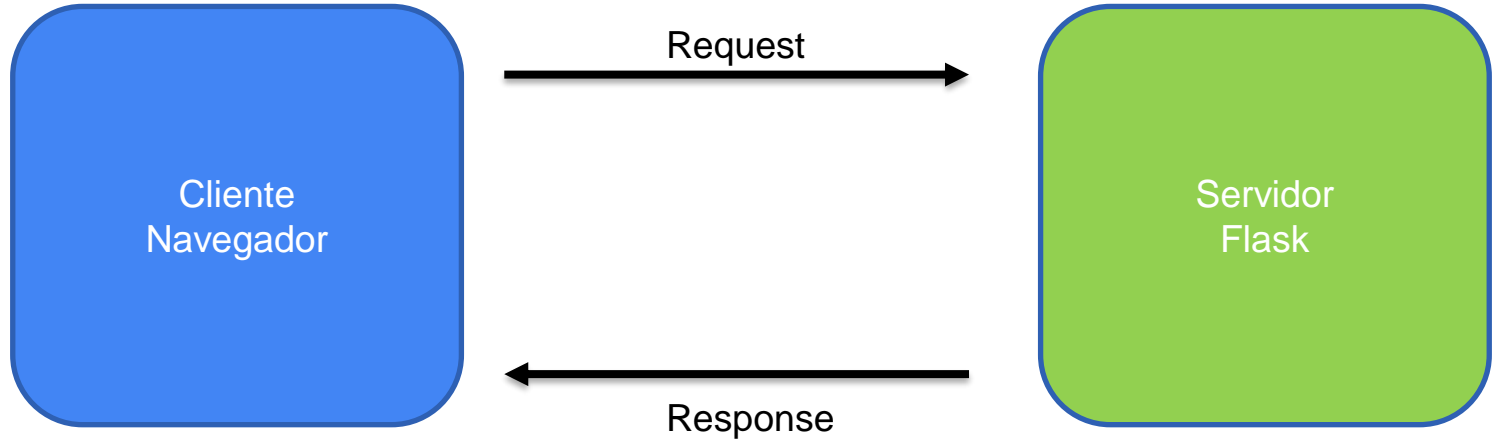 Request
Cliente
Navegador
Servidor
Flask
Response